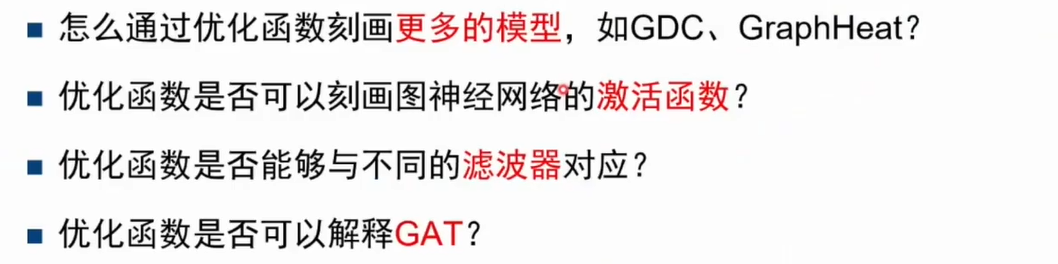 怎么通过优化函数刻画更多的模型，如GDC、GraphHeat？
优化函数是否可以刻画图神经网络的激活函数？
优化函数是否能够与不同的滤波器对应？
优化函数是否可以解释GAT？